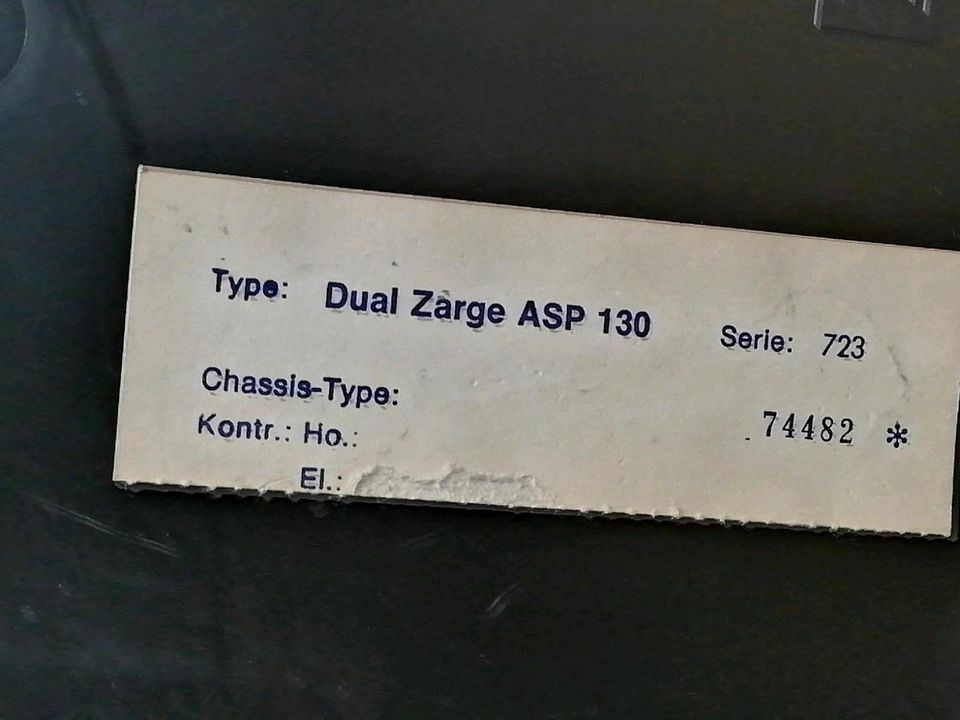 Type: Dual Zarge ASP 130 Serie: 723
Chassis-Type:
Kontr.: Ho.: 74482 *
El.: